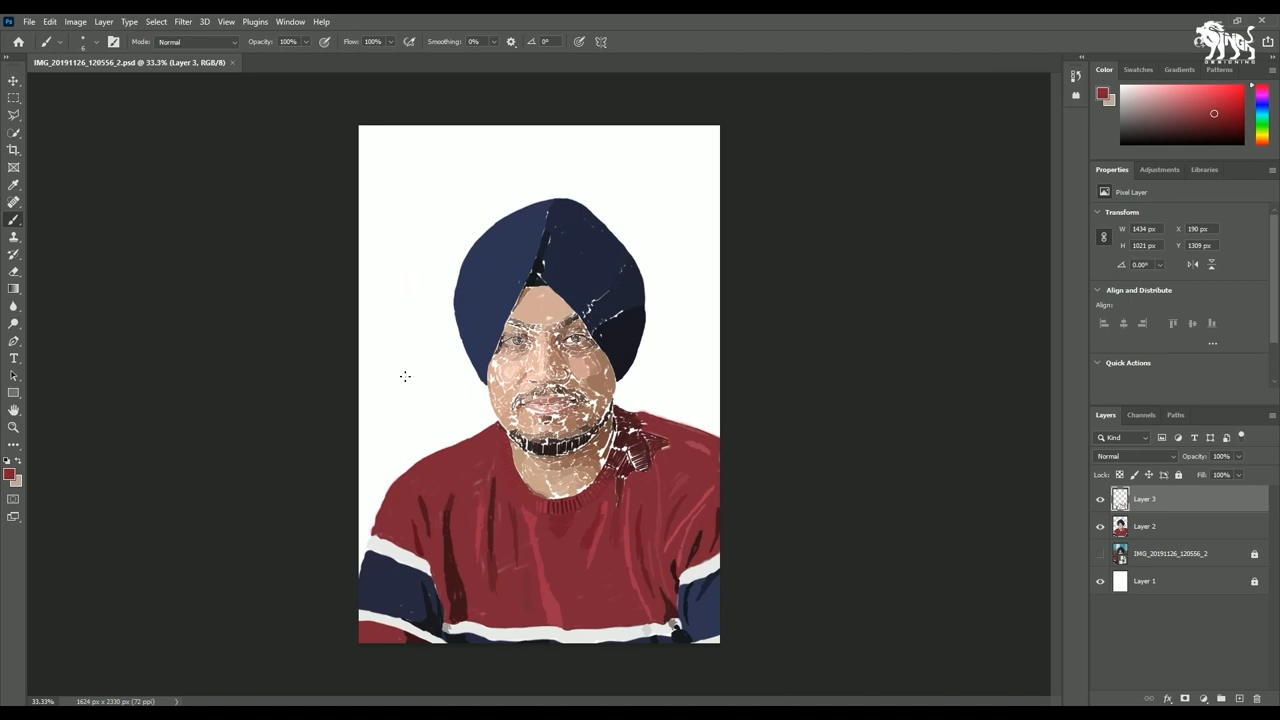 Ps File Edit Image Layer Type Select Filter 3D View Plugins Window Help
SINGH
DESIGNING
6 Mode: Normal Opacity: 100% Flow: 100% Smoothing: 0% 0°
IMG_20191126_120556_2.psd @ 33.3% (Layer 3, RGB/8)
Color Swatches Gradients Patterns
Properties Adjustments Libraries
Pixel Layer
Transform
W 1434 px X 190 px
H 1021 px Y 1309 px
0.00°
Align and Distribute
Align:
Quick Actions
Layers Channels Paths
Kind
Normal Opacity: 100%
Lock: Fill: 100%
Layer 3
Layer 2
IMG_20191126_120556_2
Layer 1
33.33% 1624 px x 2330 px (72 ppi)